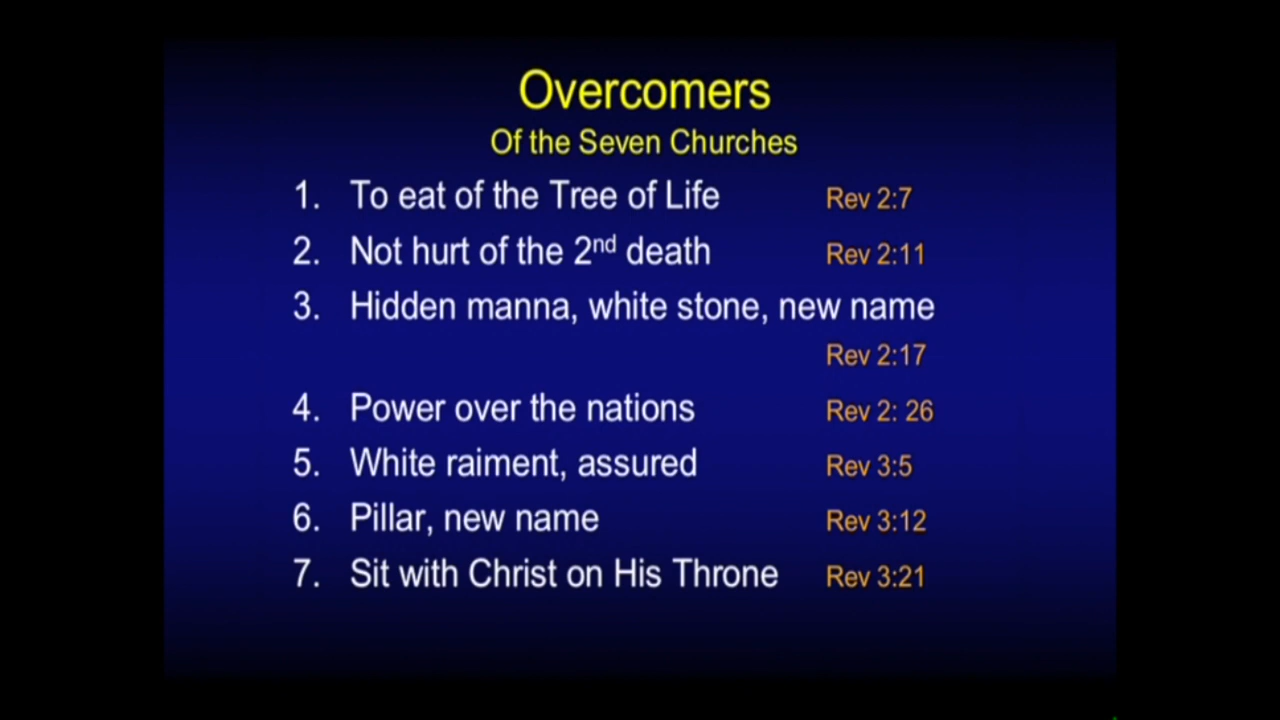 Overcomers
Of the Seven Churches
1. To eat of the Tree of Life Rev 2:7
2. Not hurt of the 2nd death Rev 2:11
3. Hidden manna, white stone, new name
Rev 2:17
4. Power over the nations Rev 2: 26
5. White raiment, assured Rev 3:5
6. Pillar, new name Rev 3:12
7. Sit with Christ on His Throne Rev 3:21